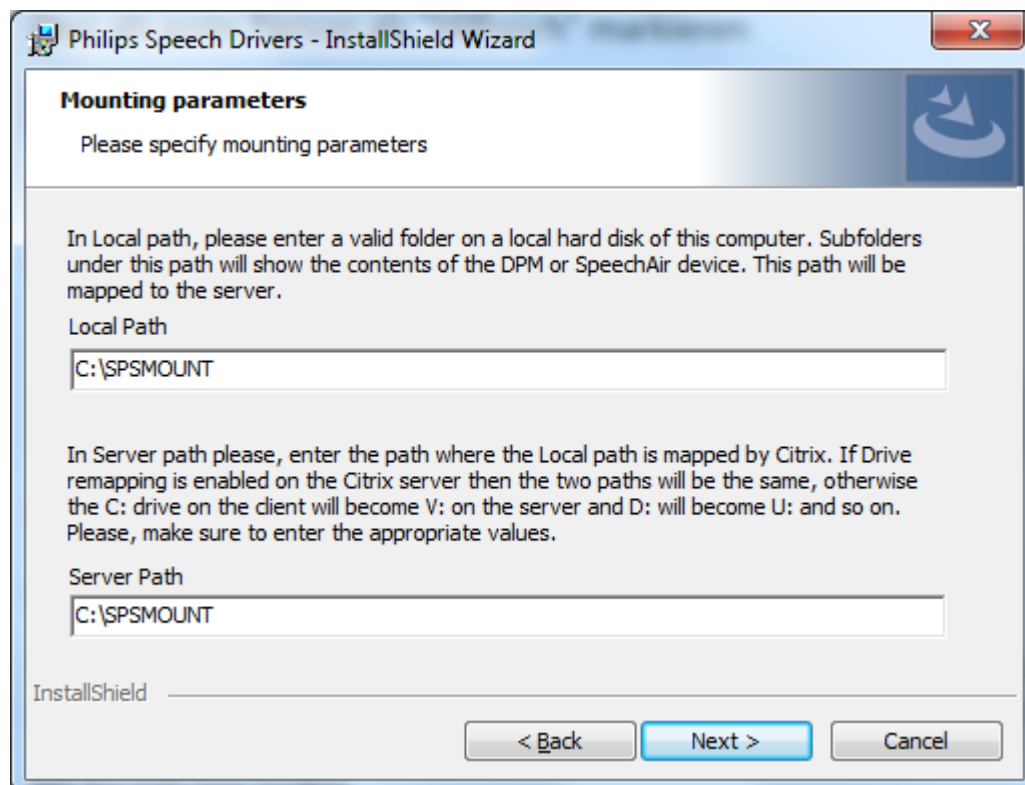 markieren
Philips Speech Drivers - InstallShield Wizard
Mounting parameters
Please specify mounting parameters
In Local path, please enter a valid folder on a local hard disk of this computer. Subfolders
under this path will show the contents of the DPM or SpeechAir device. This path will be
mapped to the server.
Local Path
C:\SPSMOUNT
In Server path please, enter the path where the Local path is mapped by Citrix. If Drive
remapping is enabled on the Citrix server then the two paths will be the same, otherwise
the C: drive on the client will become V: on the server and D: will become U: and so on.
Please, make sure to enter the appropriate values.
Server Path
C:\SPSMOUNT
InstallShield
< Back Next > Cancel